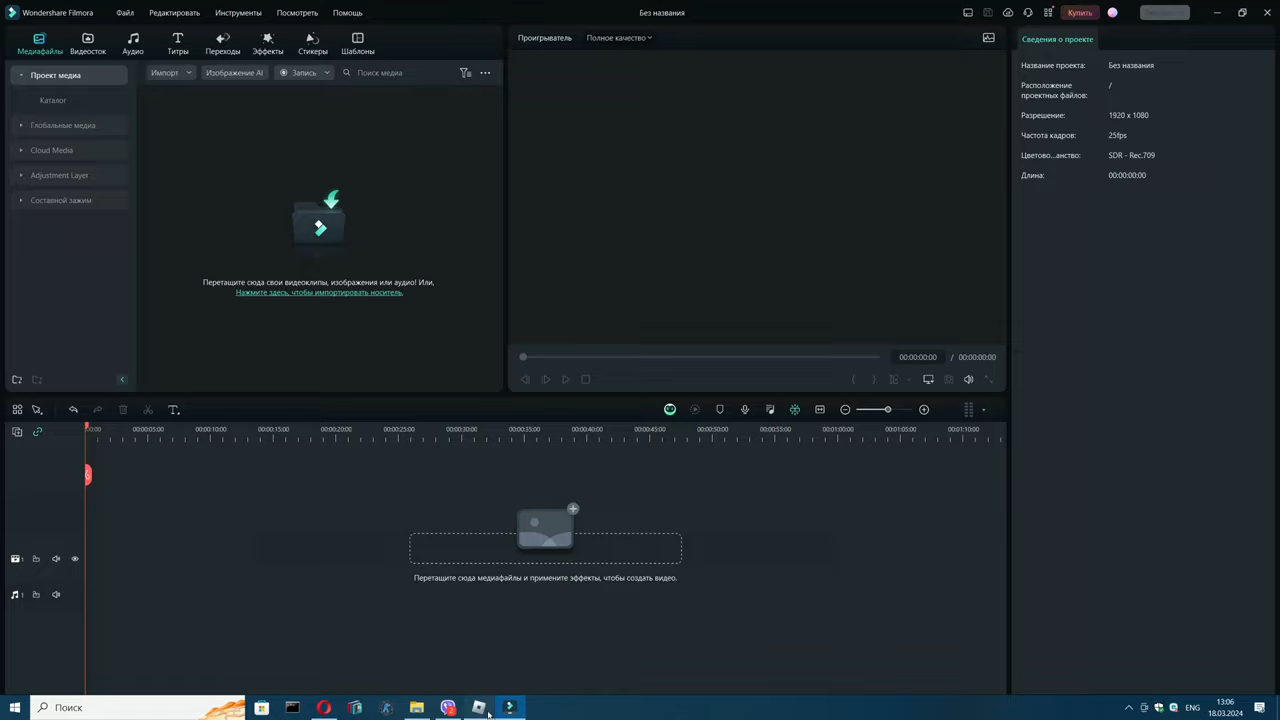 Wondershare Filmora Файл Редактировать Инструменты Посмотреть Помощь
Без названия
Купить
Медиафайлы Видеосток Аудио Титры Переходы Эффекты Стикеры Шаблоны
Проект медиа
Каталог
Глобальные медиа
Cloud Media
Adjustment Layer
Составной зажим
Импорт Изображение AI Запись Поиск медиа
Перетащите сюда свои видеоклипы, изображения или аудио! Или,
Нажмите здесь, чтобы импортировать носитель.
Проигрыватель Полное качество
00:00:00:00 / 00:00:00:00
Сведения о проекте
Название проекта: Без названия
Расположение проектных файлов: /
Разрешение: 1920 x 1080
Частота кадров: 25fps
Цветово...анство: SDR - Rec.709
Длина: 00:00:00:00
00:00 00:00:05:00 00:00:10:00 00:00:15:00 00:00:20:00 00:00:25:00 00:00:30:00 00:00:35:00 00:00:40:00 00:00:45:00 00:00:50:00 00:00:55:00 00:01:00:00 00:01:05:00 00:01:10:00
1
1
Перетащите сюда медиафайлы и примените эффекты, чтобы создать видео.
Поиск
2
ENG
13:06
18.03.2024